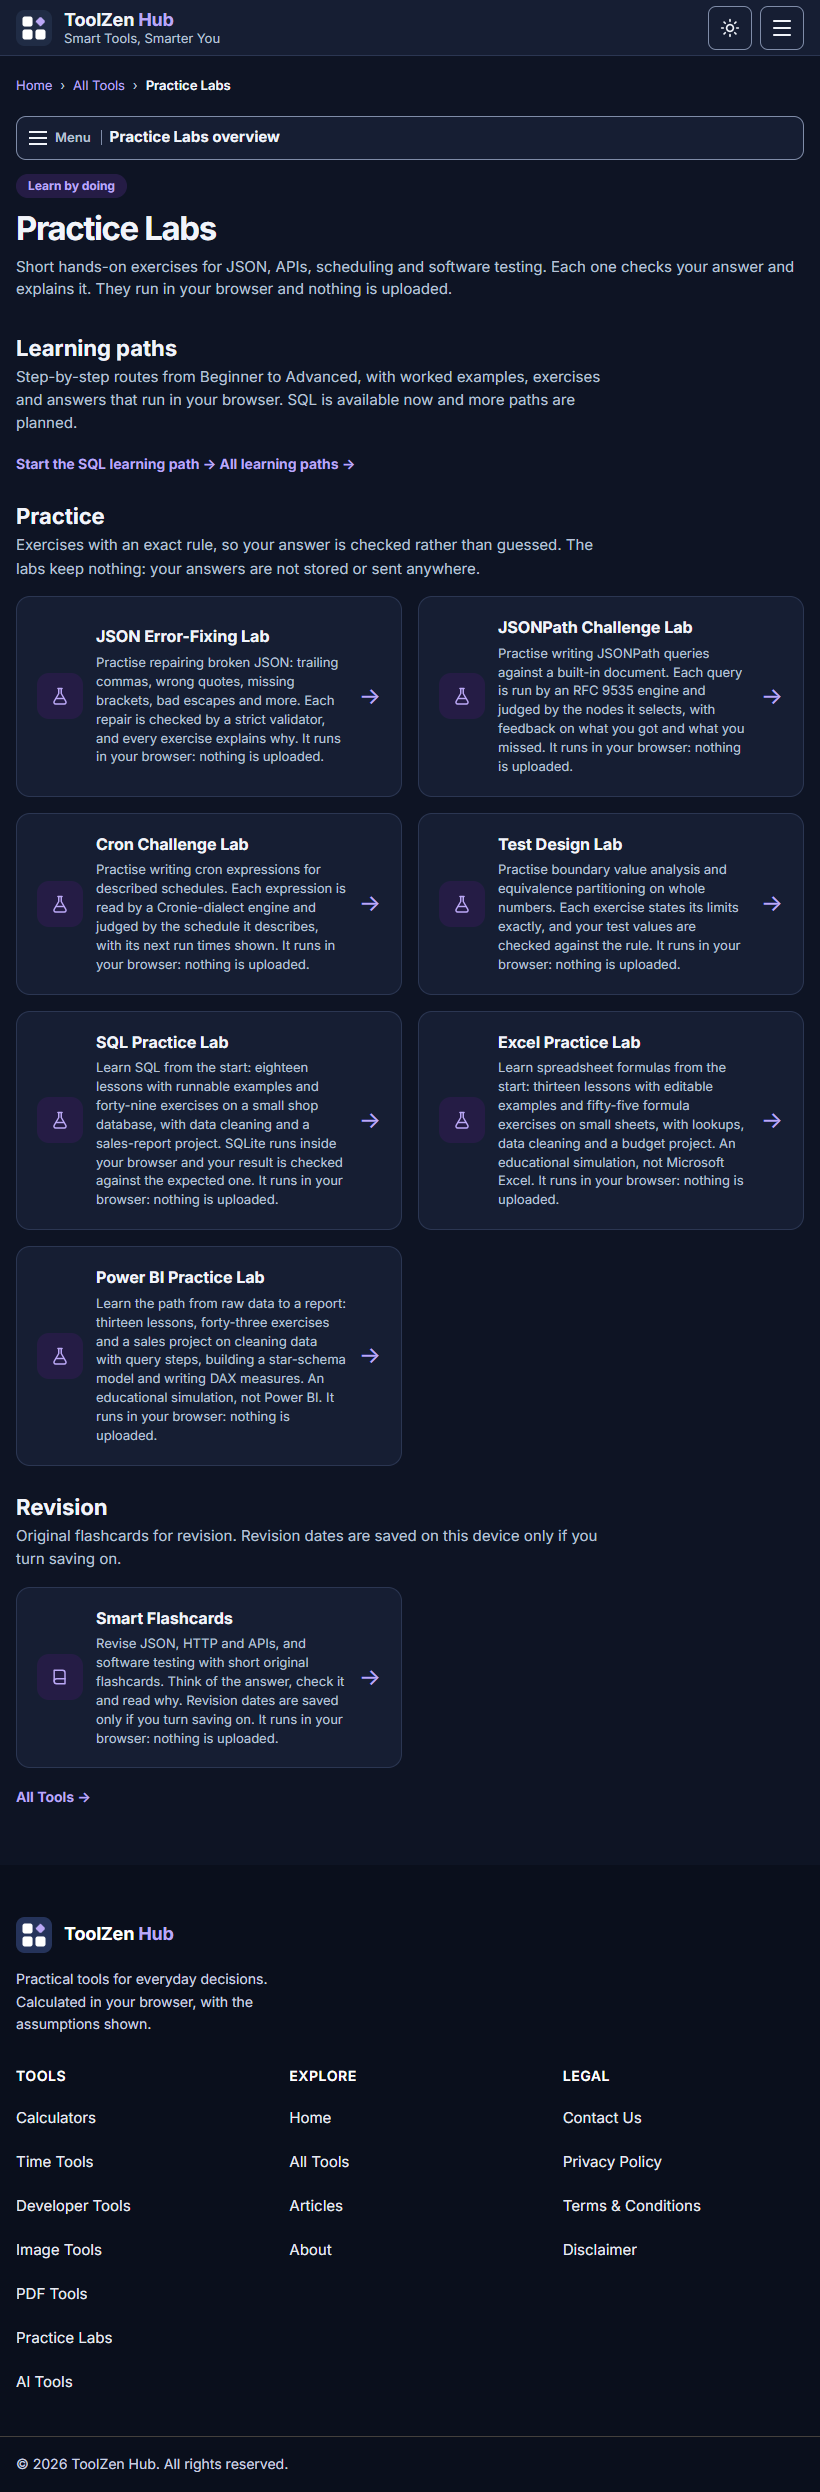 ToolZen Hub
Smart Tools, Smarter You
Home › All Tools › Practice Labs
Menu | Practice Labs overview
Learn by doing
Practice Labs
Short hands-on exercises for JSON, APIs, scheduling and software testing. Each one checks your answer and
explains it. They run in your browser and nothing is uploaded.
Learning paths
Step-by-step routes from Beginner to Advanced, with worked examples, exercises
and answers that run in your browser. SQL is available now and more paths are
planned.
Start the SQL learning path → All learning paths →
Practice
Exercises with an exact rule, so your answer is checked rather than guessed. The
labs keep nothing: your answers are not stored or sent anywhere.
JSON Error-Fixing Lab
Practise repairing broken JSON: trailing
commas, wrong quotes, missing
brackets, bad escapes and more. Each
repair is checked by a strict validator,
and every exercise explains why. It runs
in your browser: nothing is uploaded.
→
JSONPath Challenge Lab
Practise writing JSONPath queries
against a built-in document. Each query
is run by an RFC 9535 engine and
judged by the nodes it selects, with
feedback on what you got and what you
missed. It runs in your browser: nothing
is uploaded.
→
Cron Challenge Lab
Practise writing cron expressions for
described schedules. Each expression is
read by a Cronie-dialect engine and
judged by the schedule it describes,
with its next run times shown. It runs in
your browser: nothing is uploaded.
→
Test Design Lab
Practise boundary value analysis and
equivalence partitioning on whole
numbers. Each exercise states its limits
exactly, and your test values are
checked against the rule. It runs in your
browser: nothing is uploaded.
→
SQL Practice Lab
Learn SQL from the start: eighteen
lessons with runnable examples and
forty-nine exercises on a small shop
database, with data cleaning and a
sales-report project. SQLite runs inside
your browser and your result is checked
against the expected one. It runs in your
browser: nothing is uploaded.
→
Excel Practice Lab
Learn spreadsheet formulas from the
start: thirteen lessons with editable
examples and fifty-five formula
exercises on small sheets, with lookups,
data cleaning and a budget project. An
educational simulation, not Microsoft
Excel. It runs in your browser: nothing is
uploaded.
→
Power BI Practice Lab
Learn the path from raw data to a report:
thirteen lessons, forty-three exercises
and a sales project on cleaning data
with query steps, building a star-schema
model and writing DAX measures. An
educational simulation, not Power BI. It
runs in your browser: nothing is
uploaded.
→
Revision
Original flashcards for revision. Revision dates are saved on this device only if you
turn saving on.
Smart Flashcards
Revise JSON, HTTP and APIs, and
software testing with short original
flashcards. Think of the answer, check it
and read why. Revision dates are saved
only if you turn saving on. It runs in your
browser: nothing is uploaded.
→
All Tools →
ToolZen Hub
Practical tools for everyday decisions.
Calculated in your browser, with the
assumptions shown.
TOOLS
Calculators
Time Tools
Developer Tools
Image Tools
PDF Tools
Practice Labs
AI Tools
EXPLORE
Home
All Tools
Articles
About
LEGAL
Contact Us
Privacy Policy
Terms & Conditions
Disclaimer
© 2026 ToolZen Hub. All rights reserved.